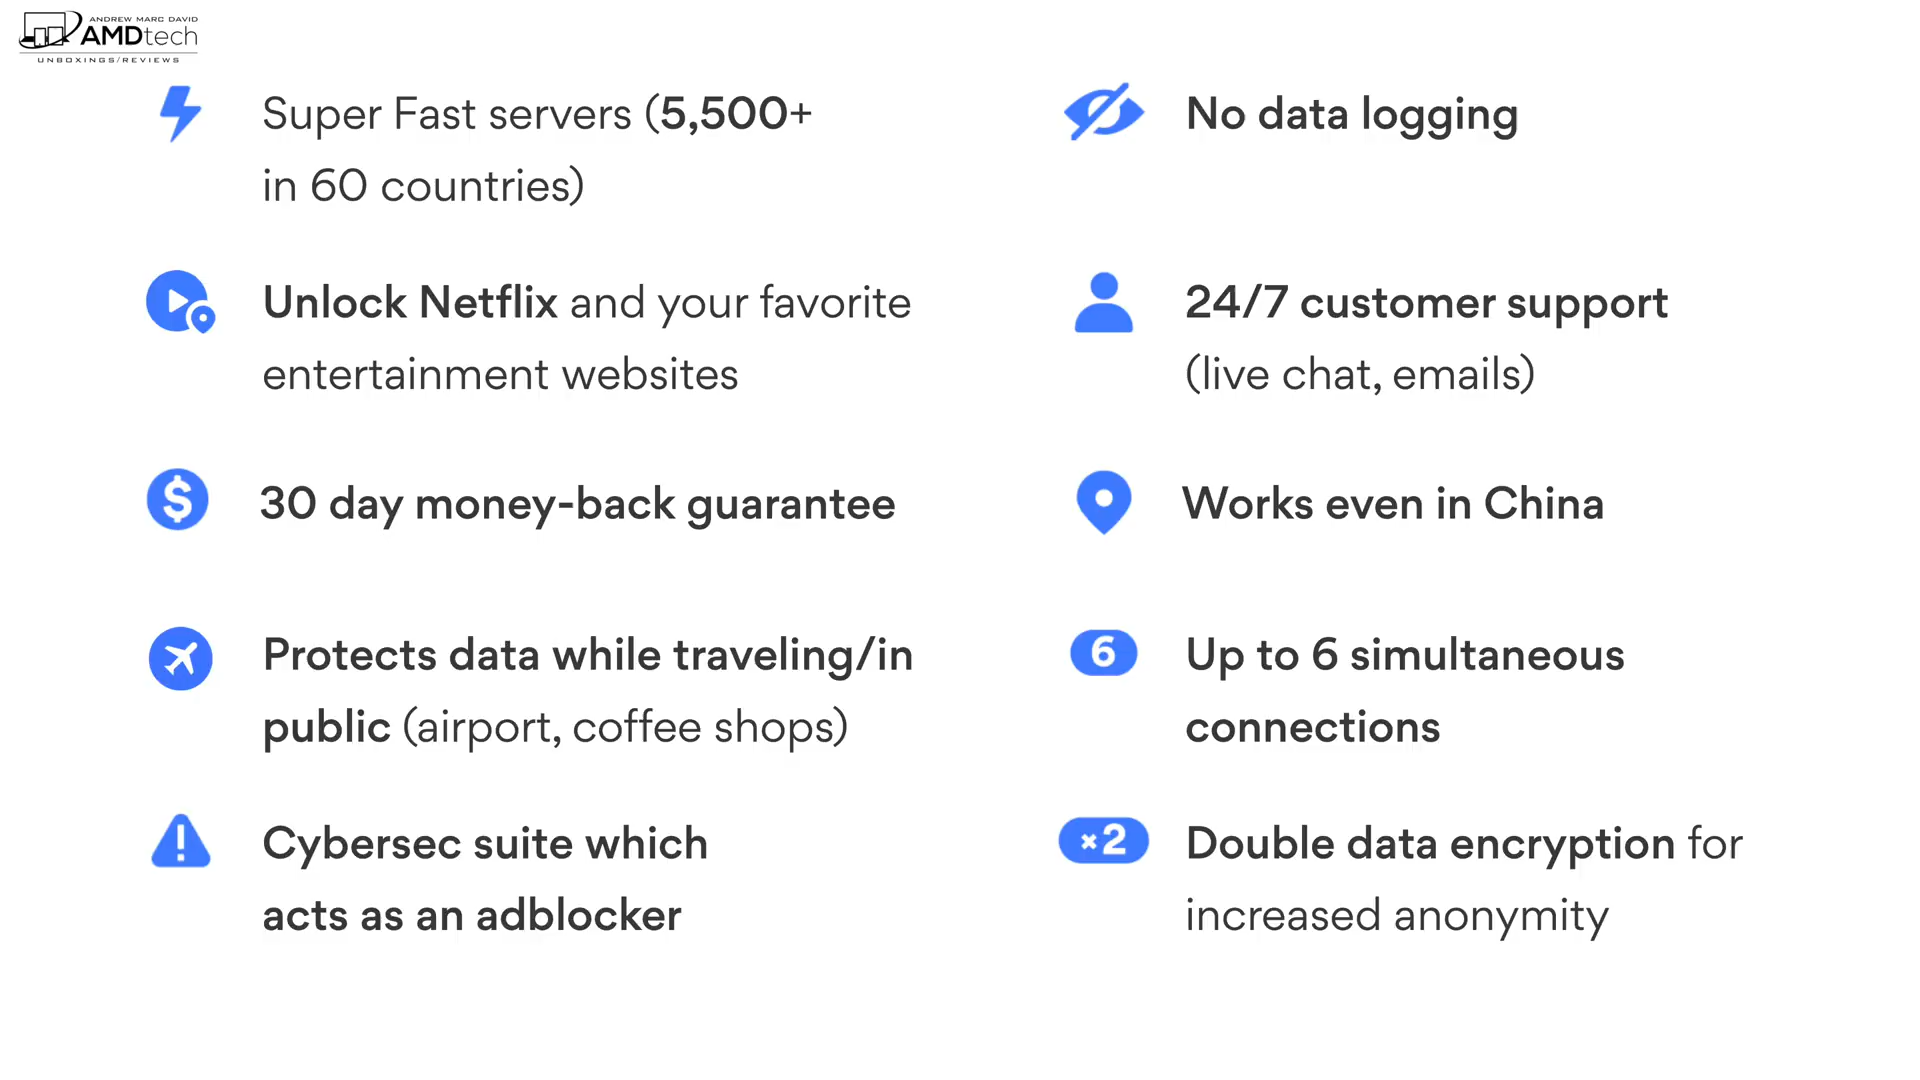 ANDREW MARC DAVID
AMDtech
UNBOXINGS/REVIEWS
Super Fast servers (5,500+
in 60 countries)
Unlock Netflix and your favorite
entertainment websites
$
30 day money-back guarantee
Protects data while traveling/in
public (airport, coffee shops)
!
Cybersec suite which
acts as an adblocker
No data logging
24/7 customer support
(live chat, emails)
Works even in China
6
Up to 6 simultaneous
connections
×2
Double data encryption for
increased anonymity